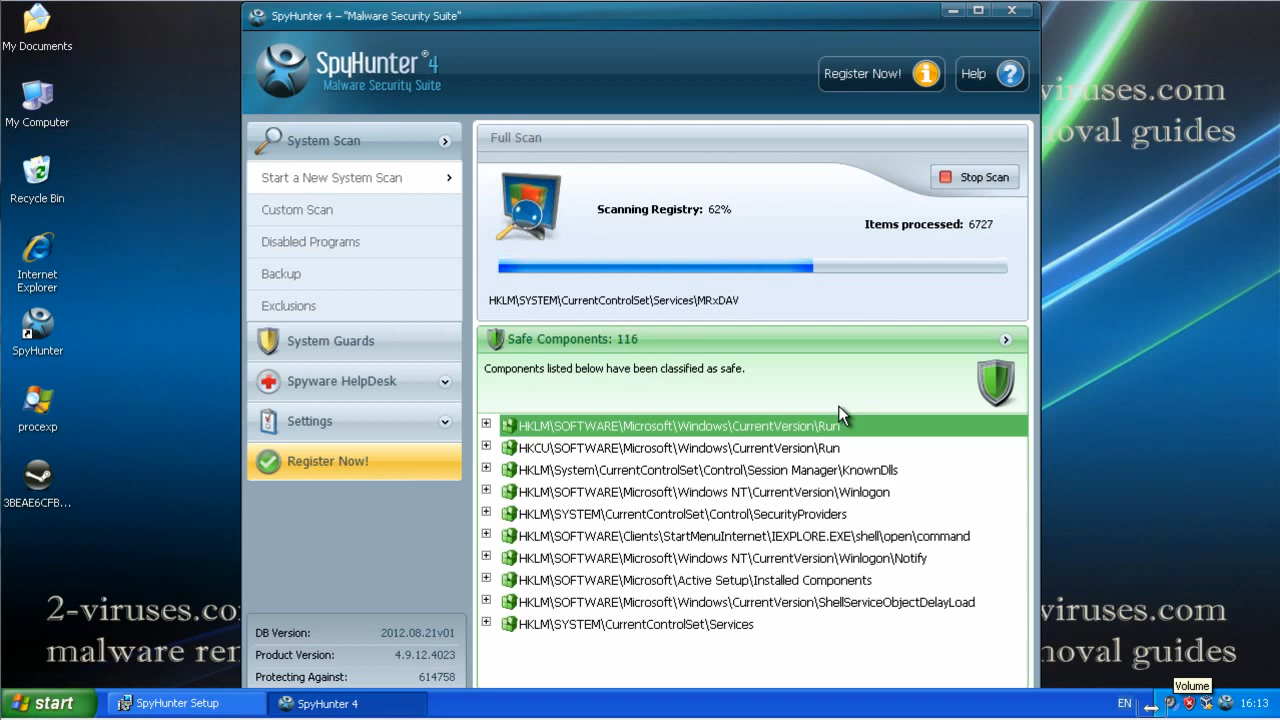 SpyHunter 4 – "Malware Security Suite"
SpyHunter®4
Malware Security Suite
Register Now!
Help
My Documents
My Computer
Recycle Bin
Internet
Explorer
SpyHunter
procexp
3BEAE6CFB...
System Scan
Start a New System Scan
Custom Scan
Disabled Programs
Backup
Exclusions
System Guards
Spyware HelpDesk
Settings
Register Now!
DB Version: 2012.08.21v01
Product Version: 4.9.12.4023
Protecting Against: 614758
Full Scan
Stop Scan
Scanning Registry: 62%
Items processed: 6727
HKLM\SYSTEM\CurrentControlSet\Services\MRxDAV
Safe Components: 116
Components listed below have been classified as safe.
HKLM\SOFTWARE\Microsoft\Windows\CurrentVersion\Run
HKCU\SOFTWARE\Microsoft\Windows\CurrentVersion\Run
HKLM\System\CurrentControlSet\Control\Session Manager\KnownDlls
HKLM\SOFTWARE\Microsoft\Windows NT\CurrentVersion\Winlogon
HKLM\SYSTEM\CurrentControlSet\Control\SecurityProviders
HKLM\SOFTWARE\Clients\StartMenuInternet\IEXPLORE.EXE\shell\open\command
HKLM\SOFTWARE\Microsoft\Windows NT\CurrentVersion\Winlogon\Notify
HKLM\SOFTWARE\Microsoft\Active Setup\Installed Components
HKLM\SOFTWARE\Microsoft\Windows\CurrentVersion\ShellServiceObjectDelayLoad
HKLM\SYSTEM\CurrentControlSet\Services
viruses.com
oval guides
2-viruses.co
malware rem
viruses.com
oval guides
Volume
start
SpyHunter Setup
SpyHunter 4
EN
16:13